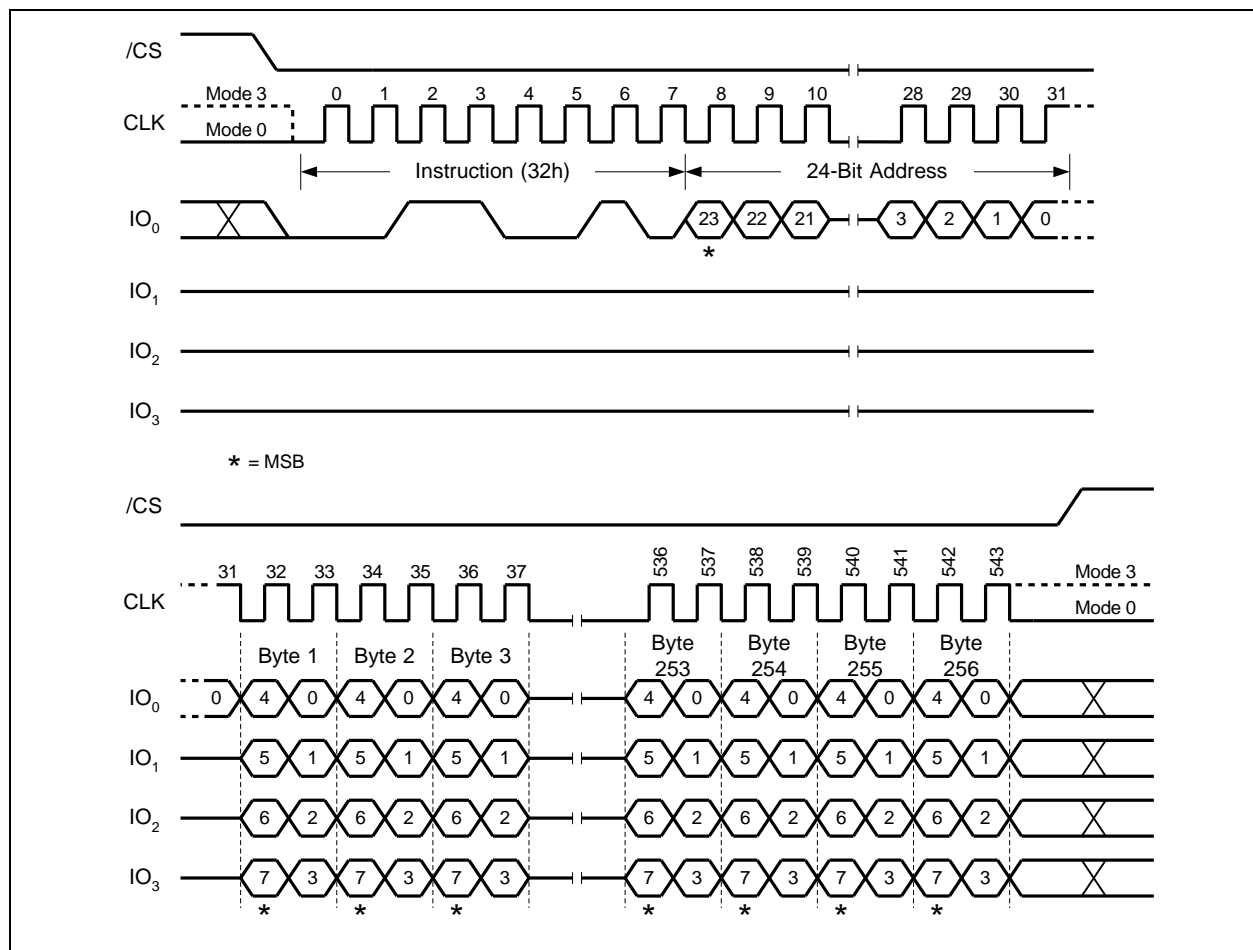 /CS
Mode 3
0 1 2 3 4 5 6 7 8 9 10 28 29 30 31
CLK
Mode 0
Instruction (32h) 24-Bit Address
IO0 23 22 21 3 2 1 0
*
IO1
IO2
IO3
* = MSB
/CS
31 32 33 34 35 36 37 536 537 538 539 540 541 542 543
Mode 3
CLK
Mode 0
Byte 1 Byte 2 Byte 3 Byte 253 Byte 254 Byte 255 Byte 256
IO0 0 4 0 4 0 4 0 4 0 4 0 4 0 4 0
IO1 5 1 5 1 5 1 5 1 5 1 5 1 5 1
IO2 6 2 6 2 6 2 6 2 6 2 6 2 6 2
IO3 7 3 7 3 7 3 7 3 7 3 7 3 7 3
* * * * * * *